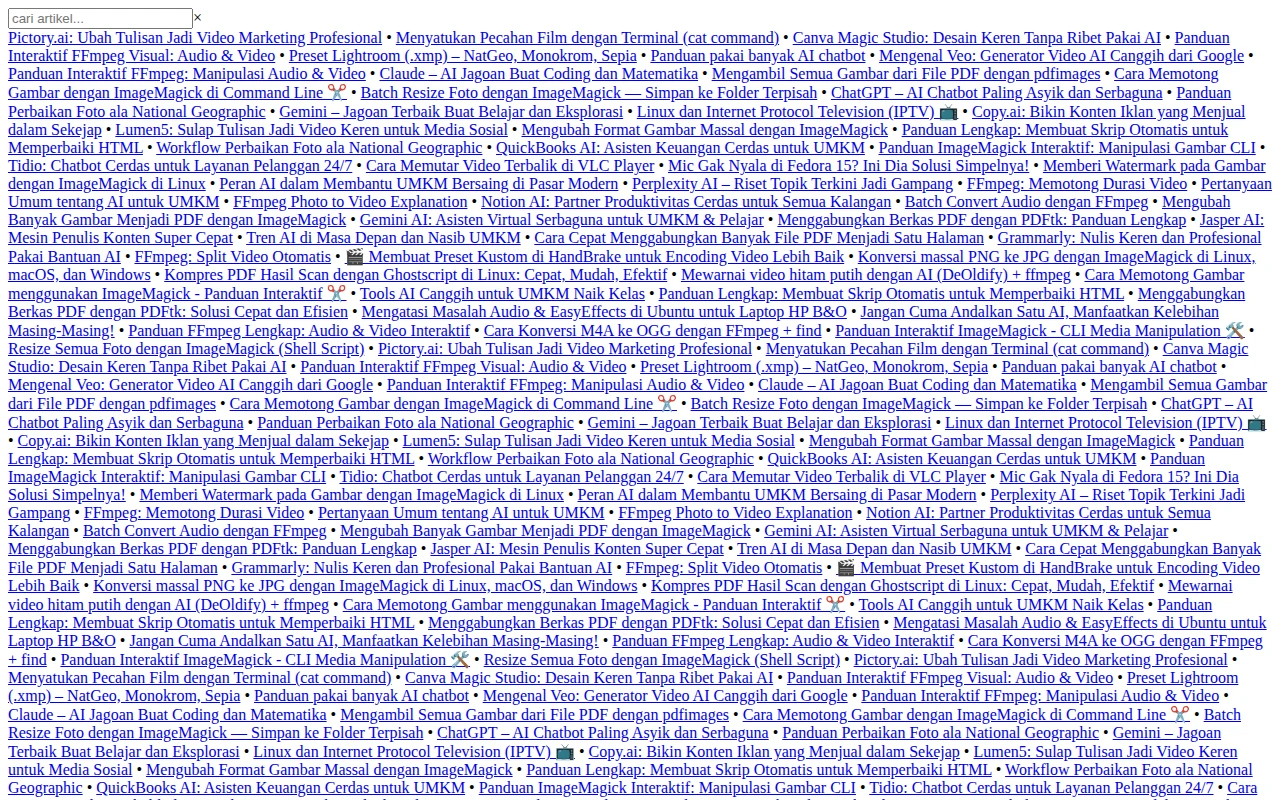 cari artikel... ×
Pictory.ai: Ubah Tulisan Jadi Video Marketing Profesional • Menyatukan Pecahan Film dengan Terminal (cat command) • Canva Magic Studio: Desain Keren Tanpa Ribet Pakai AI • Panduan
Interaktif FFmpeg Visual: Audio & Video • Preset Lightroom (.xmp) – NatGeo, Monokrom, Sepia • Panduan pakai banyak AI chatbot • Mengenal Veo: Generator Video AI Canggih dari Google •
Panduan Interaktif FFmpeg: Manipulasi Audio & Video • Claude – AI Jagoan Buat Coding dan Matematika • Mengambil Semua Gambar dari File PDF dengan pdfimages • Cara Memotong
Gambar dengan ImageMagick di Command Line ✂️ • Batch Resize Foto dengan ImageMagick — Simpan ke Folder Terpisah • ChatGPT – AI Chatbot Paling Asyik dan Serbaguna • Panduan
Perbaikan Foto ala National Geographic • Gemini – Jagoan Terbaik Buat Belajar dan Eksplorasi • Linux dan Internet Protocol Television (IPTV) 📺 • Copy.ai: Bikin Konten Iklan yang Menjual
dalam Sekejap • Lumen5: Sulap Tulisan Jadi Video Keren untuk Media Sosial • Mengubah Format Gambar Massal dengan ImageMagick • Panduan Lengkap: Membuat Skrip Otomatis untuk
Memperbaiki HTML • Workflow Perbaikan Foto ala National Geographic • QuickBooks AI: Asisten Keuangan Cerdas untuk UMKM • Panduan ImageMagick Interaktif: Manipulasi Gambar CLI •
Tidio: Chatbot Cerdas untuk Layanan Pelanggan 24/7 • Cara Memutar Video Terbalik di VLC Player • Mic Gak Nyala di Fedora 15? Ini Dia Solusi Simpelnya! • Memberi Watermark pada Gambar
dengan ImageMagick di Linux • Peran AI dalam Membantu UMKM Bersaing di Pasar Modern • Perplexity AI – Riset Topik Terkini Jadi Gampang • FFmpeg: Memotong Durasi Video • Pertanyaan
Umum tentang AI untuk UMKM • FFmpeg Photo to Video Explanation • Notion AI: Partner Produktivitas Cerdas untuk Semua Kalangan • Batch Convert Audio dengan FFmpeg • Mengubah
Banyak Gambar Menjadi PDF dengan ImageMagick • Gemini AI: Asisten Virtual Serbaguna untuk UMKM & Pelajar • Menggabungkan Berkas PDF dengan PDFtk: Panduan Lengkap • Jasper AI:
Mesin Penulis Konten Super Cepat • Tren AI di Masa Depan dan Nasib UMKM • Cara Cepat Menggabungkan Banyak File PDF Menjadi Satu Halaman • Grammarly: Nulis Keren dan Profesional
Pakai Bantuan AI • FFmpeg: Split Video Otomatis • 🎬 Membuat Preset Kustom di HandBrake untuk Encoding Video Lebih Baik • Konversi massal PNG ke JPG dengan ImageMagick di Linux,
macOS, dan Windows • Kompres PDF Hasil Scan dengan Ghostscript di Linux: Cepat, Mudah, Efektif • Mewarnai video hitam putih dengan AI (DeOldify) + ffmpeg • Cara Memotong Gambar
menggunakan ImageMagick - Panduan Interaktif ✂️ • Tools AI Canggih untuk UMKM Naik Kelas • Panduan Lengkap: Membuat Skrip Otomatis untuk Memperbaiki HTML • Menggabungkan
Berkas PDF dengan PDFtk: Solusi Cepat dan Efisien • Mengatasi Masalah Audio & EasyEffects di Ubuntu untuk Laptop HP B&O • Jangan Cuma Andalkan Satu AI, Manfaatkan Kelebihan
Masing-Masing! • Panduan FFmpeg Lengkap: Audio & Video Interaktif • Cara Konversi M4A ke OGG dengan FFmpeg + find • Panduan Interaktif ImageMagick - CLI Media Manipulation 🛠️ •
Resize Semua Foto dengan ImageMagick (Shell Script) • Pictory.ai: Ubah Tulisan Jadi Video Marketing Profesional • Menyatukan Pecahan Film dengan Terminal (cat command) • Canva Magic
Studio: Desain Keren Tanpa Ribet Pakai AI • Panduan Interaktif FFmpeg Visual: Audio & Video • Preset Lightroom (.xmp) – NatGeo, Monokrom, Sepia • Panduan pakai banyak AI chatbot •
Mengenal Veo: Generator Video AI Canggih dari Google • Panduan Interaktif FFmpeg: Manipulasi Audio & Video • Claude – AI Jagoan Buat Coding dan Matematika • Mengambil Semua Gambar
dari File PDF dengan pdfimages • Cara Memotong Gambar dengan ImageMagick di Command Line ✂️ • Batch Resize Foto dengan ImageMagick — Simpan ke Folder Terpisah • ChatGPT – AI
Chatbot Paling Asyik dan Serbaguna • Panduan Perbaikan Foto ala National Geographic • Gemini – Jagoan Terbaik Buat Belajar dan Eksplorasi • Linux dan Internet Protocol Television (IPTV) 📺
• Copy.ai: Bikin Konten Iklan yang Menjual dalam Sekejap • Lumen5: Sulap Tulisan Jadi Video Keren untuk Media Sosial • Mengubah Format Gambar Massal dengan ImageMagick • Panduan
Lengkap: Membuat Skrip Otomatis untuk Memperbaiki HTML • Workflow Perbaikan Foto ala National Geographic • QuickBooks AI: Asisten Keuangan Cerdas untuk UMKM • Panduan
ImageMagick Interaktif: Manipulasi Gambar CLI • Tidio: Chatbot Cerdas untuk Layanan Pelanggan 24/7 • Cara Memutar Video Terbalik di VLC Player • Mic Gak Nyala di Fedora 15? Ini Dia
Solusi Simpelnya! • Memberi Watermark pada Gambar dengan ImageMagick di Linux • Peran AI dalam Membantu UMKM Bersaing di Pasar Modern • Perplexity AI – Riset Topik Terkini Jadi
Gampang • FFmpeg: Memotong Durasi Video • Pertanyaan Umum tentang AI untuk UMKM • FFmpeg Photo to Video Explanation • Notion AI: Partner Produktivitas Cerdas untuk Semua
Kalangan • Batch Convert Audio dengan FFmpeg • Mengubah Banyak Gambar Menjadi PDF dengan ImageMagick • Gemini AI: Asisten Virtual Serbaguna untuk UMKM & Pelajar •
Menggabungkan Berkas PDF dengan PDFtk: Panduan Lengkap • Jasper AI: Mesin Penulis Konten Super Cepat • Tren AI di Masa Depan dan Nasib UMKM • Cara Cepat Menggabungkan Banyak
File PDF Menjadi Satu Halaman • Grammarly: Nulis Keren dan Profesional Pakai Bantuan AI • FFmpeg: Split Video Otomatis • 🎬 Membuat Preset Kustom di HandBrake untuk Encoding Video
Lebih Baik • Konversi massal PNG ke JPG dengan ImageMagick di Linux, macOS, dan Windows • Kompres PDF Hasil Scan dengan Ghostscript di Linux: Cepat, Mudah, Efektif • Mewarnai
video hitam putih dengan AI (DeOldify) + ffmpeg • Cara Memotong Gambar menggunakan ImageMagick - Panduan Interaktif ✂️ • Tools AI Canggih untuk UMKM Naik Kelas • Panduan
Lengkap: Membuat Skrip Otomatis untuk Memperbaiki HTML • Menggabungkan Berkas PDF dengan PDFtk: Solusi Cepat dan Efisien • Mengatasi Masalah Audio & EasyEffects di Ubuntu untuk
Laptop HP B&O • Jangan Cuma Andalkan Satu AI, Manfaatkan Kelebihan Masing-Masing! • Panduan FFmpeg Lengkap: Audio & Video Interaktif • Cara Konversi M4A ke OGG dengan FFmpeg
+ find • Panduan Interaktif ImageMagick - CLI Media Manipulation 🛠️ • Resize Semua Foto dengan ImageMagick (Shell Script) • Pictory.ai: Ubah Tulisan Jadi Video Marketing Profesional •
Menyatukan Pecahan Film dengan Terminal (cat command) • Canva Magic Studio: Desain Keren Tanpa Ribet Pakai AI • Panduan Interaktif FFmpeg Visual: Audio & Video • Preset Lightroom
(.xmp) – NatGeo, Monokrom, Sepia • Panduan pakai banyak AI chatbot • Mengenal Veo: Generator Video AI Canggih dari Google • Panduan Interaktif FFmpeg: Manipulasi Audio & Video •
Claude – AI Jagoan Buat Coding dan Matematika • Mengambil Semua Gambar dari File PDF dengan pdfimages • Cara Memotong Gambar dengan ImageMagick di Command Line ✂️ • Batch
Resize Foto dengan ImageMagick — Simpan ke Folder Terpisah • ChatGPT – AI Chatbot Paling Asyik dan Serbaguna • Panduan Perbaikan Foto ala National Geographic • Gemini – Jagoan
Terbaik Buat Belajar dan Eksplorasi • Linux dan Internet Protocol Television (IPTV) 📺 • Copy.ai: Bikin Konten Iklan yang Menjual dalam Sekejap • Lumen5: Sulap Tulisan Jadi Video Keren
untuk Media Sosial • Mengubah Format Gambar Massal dengan ImageMagick • Panduan Lengkap: Membuat Skrip Otomatis untuk Memperbaiki HTML • Workflow Perbaikan Foto ala National
Geographic • QuickBooks AI: Asisten Keuangan Cerdas untuk UMKM • Panduan ImageMagick Interaktif: Manipulasi Gambar CLI • Tidio: Chatbot Cerdas untuk Layanan Pelanggan 24/7 • Cara